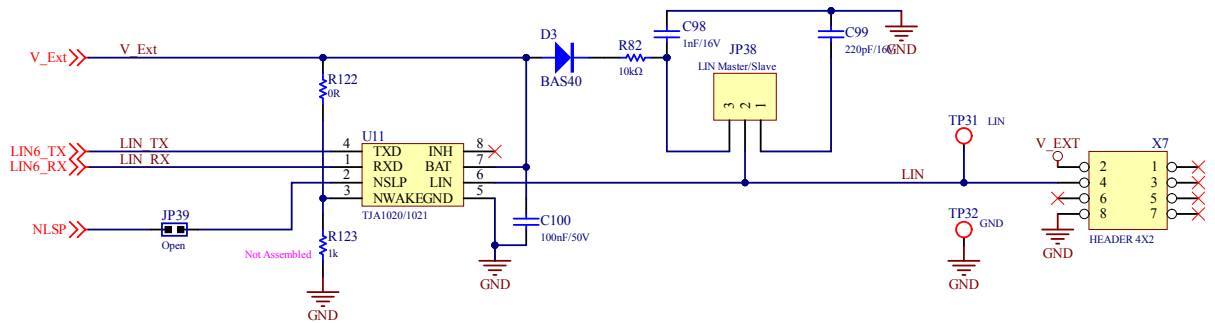 C98
1nF/16V
C99
220pF/16V
GND
V_Ext
V_Ext
D3
BAS40
R82
10kΩ
JP38
LIN Master/Slave
3 2 1
R122
0R
TP31 LIN
V_EXT
X7
U11
LIN6_TX
LIN_TX
4 TXD INH 8
LIN6_RX
LIN_RX
1 RXD BAT 7
2 NSLP LIN 6
3 NWAKE GND 5
TJA1020/1021
LIN
2 1
4 3
6 5
8 7
HEADER 4X2
NLSP
JP39
Open
C100
100nF/50V
TP32 GND
R123
1k
Not Assembled
GND
GND
GND
GND